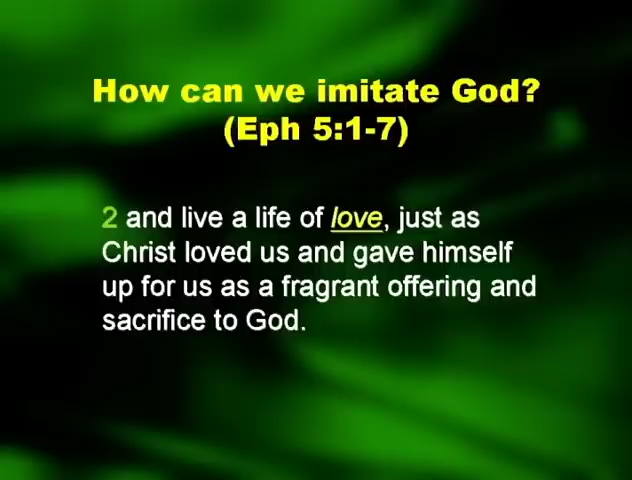 How can we imitate God?
(Eph 5:1-7)
2 and live a life of love, just as
Christ loved us and gave himself
up for us as a fragrant offering and
sacrifice to God.